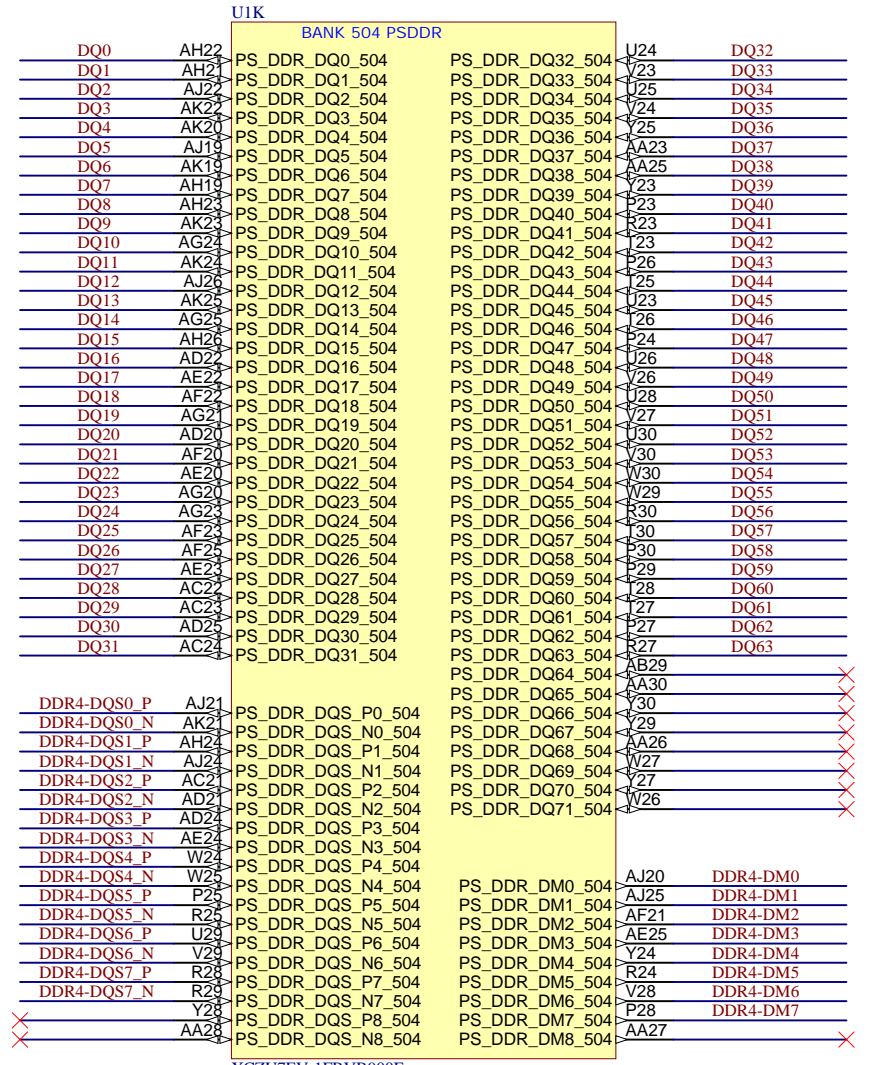 U1K
BANK 504 PSDDR
DQ0 AH22 PS_DDR_DQ0_504 PS_DDR_DQ32_504 U24 DQ32
DQ1 AH21 PS_DDR_DQ1_504 PS_DDR_DQ33_504 V23 DQ33
DQ2 AJ22 PS_DDR_DQ2_504 PS_DDR_DQ34_504 U25 DQ34
DQ3 AK22 PS_DDR_DQ3_504 PS_DDR_DQ35_504 V24 DQ35
DQ4 AK20 PS_DDR_DQ4_504 PS_DDR_DQ36_504 Y25 DQ36
DQ5 AJ19 PS_DDR_DQ5_504 PS_DDR_DQ37_504 AA23 DQ37
DQ6 AK19 PS_DDR_DQ6_504 PS_DDR_DQ38_504 AA25 DQ38
DQ7 AH19 PS_DDR_DQ7_504 PS_DDR_DQ39_504 Y23 DQ39
DQ8 AH23 PS_DDR_DQ8_504 PS_DDR_DQ40_504 P23 DQ40
DQ9 AK23 PS_DDR_DQ9_504 PS_DDR_DQ41_504 R23 DQ41
DQ10 AG24 PS_DDR_DQ10_504 PS_DDR_DQ42_504 T23 DQ42
DQ11 AK24 PS_DDR_DQ11_504 PS_DDR_DQ43_504 P26 DQ43
DQ12 AJ26 PS_DDR_DQ12_504 PS_DDR_DQ44_504 T25 DQ44
DQ13 AK25 PS_DDR_DQ13_504 PS_DDR_DQ45_504 U23 DQ45
DQ14 AG25 PS_DDR_DQ14_504 PS_DDR_DQ46_504 T26 DQ46
DQ15 AH26 PS_DDR_DQ15_504 PS_DDR_DQ47_504 P24 DQ47
DQ16 AD22 PS_DDR_DQ16_504 PS_DDR_DQ48_504 U26 DQ48
DQ17 AE22 PS_DDR_DQ17_504 PS_DDR_DQ49_504 V26 DQ49
DQ18 AF22 PS_DDR_DQ18_504 PS_DDR_DQ50_504 U28 DQ50
DQ19 AG21 PS_DDR_DQ19_504 PS_DDR_DQ51_504 V27 DQ51
DQ20 AD20 PS_DDR_DQ20_504 PS_DDR_DQ52_504 U30 DQ52
DQ21 AF20 PS_DDR_DQ21_504 PS_DDR_DQ53_504 V30 DQ53
DQ22 AE20 PS_DDR_DQ22_504 PS_DDR_DQ54_504 W30 DQ54
DQ23 AG20 PS_DDR_DQ23_504 PS_DDR_DQ55_504 W29 DQ55
DQ24 AG23 PS_DDR_DQ24_504 PS_DDR_DQ56_504 R30 DQ56
DQ25 AF23 PS_DDR_DQ25_504 PS_DDR_DQ57_504 T30 DQ57
DQ26 AF25 PS_DDR_DQ26_504 PS_DDR_DQ58_504 P30 DQ58
DQ27 AE23 PS_DDR_DQ27_504 PS_DDR_DQ59_504 P29 DQ59
DQ28 AC22 PS_DDR_DQ28_504 PS_DDR_DQ60_504 T28 DQ60
DQ29 AC23 PS_DDR_DQ29_504 PS_DDR_DQ61_504 T27 DQ61
DQ30 AD25 PS_DDR_DQ30_504 PS_DDR_DQ62_504 P27 DQ62
DQ31 AC24 PS_DDR_DQ31_504 PS_DDR_DQ63_504 R27 DQ63
PS_DDR_DQ64_504 AB29
PS_DDR_DQ65_504 AA30
DDR4-DQS0_P AJ21 PS_DDR_DQS_P0_504 PS_DDR_DQ66_504 Y30
DDR4-DQS0_N AK21 PS_DDR_DQS_N0_504 PS_DDR_DQ67_504 Y29
DDR4-DQS1_P AH24 PS_DDR_DQS_P1_504 PS_DDR_DQ68_504 AA26
DDR4-DQS1_N AJ24 PS_DDR_DQS_N1_504 PS_DDR_DQ69_504 W27
DDR4-DQS2_P AC21 PS_DDR_DQS_P2_504 PS_DDR_DQ70_504 Y27
DDR4-DQS2_N AD21 PS_DDR_DQS_N2_504 PS_DDR_DQ71_504 W26
DDR4-DQS3_P AD24 PS_DDR_DQS_P3_504
DDR4-DQS3_N AE24 PS_DDR_DQS_N3_504
DDR4-DQS4_P W24 PS_DDR_DQS_P4_504
DDR4-DQS4_N W25 PS_DDR_DQS_N4_504 PS_DDR_DM0_504 AJ20 DDR4-DM0
DDR4-DQS5_P P25 PS_DDR_DQS_P5_504 PS_DDR_DM1_504 AJ25 DDR4-DM1
DDR4-DQS5_N R25 PS_DDR_DQS_N5_504 PS_DDR_DM2_504 AF21 DDR4-DM2
DDR4-DQS6_P U29 PS_DDR_DQS_P6_504 PS_DDR_DM3_504 AE25 DDR4-DM3
DDR4-DQS6_N V29 PS_DDR_DQS_N6_504 PS_DDR_DM4_504 Y24 DDR4-DM4
DDR4-DQS7_P R28 PS_DDR_DQS_P7_504 PS_DDR_DM5_504 R24 DDR4-DM5
DDR4-DQS7_N R29 PS_DDR_DQS_N7_504 PS_DDR_DM6_504 V28 DDR4-DM6
Y28 PS_DDR_DQS_P8_504 PS_DDR_DM7_504 P28 DDR4-DM7
AA28 PS_DDR_DQS_N8_504 PS_DDR_DM8_504 AA27